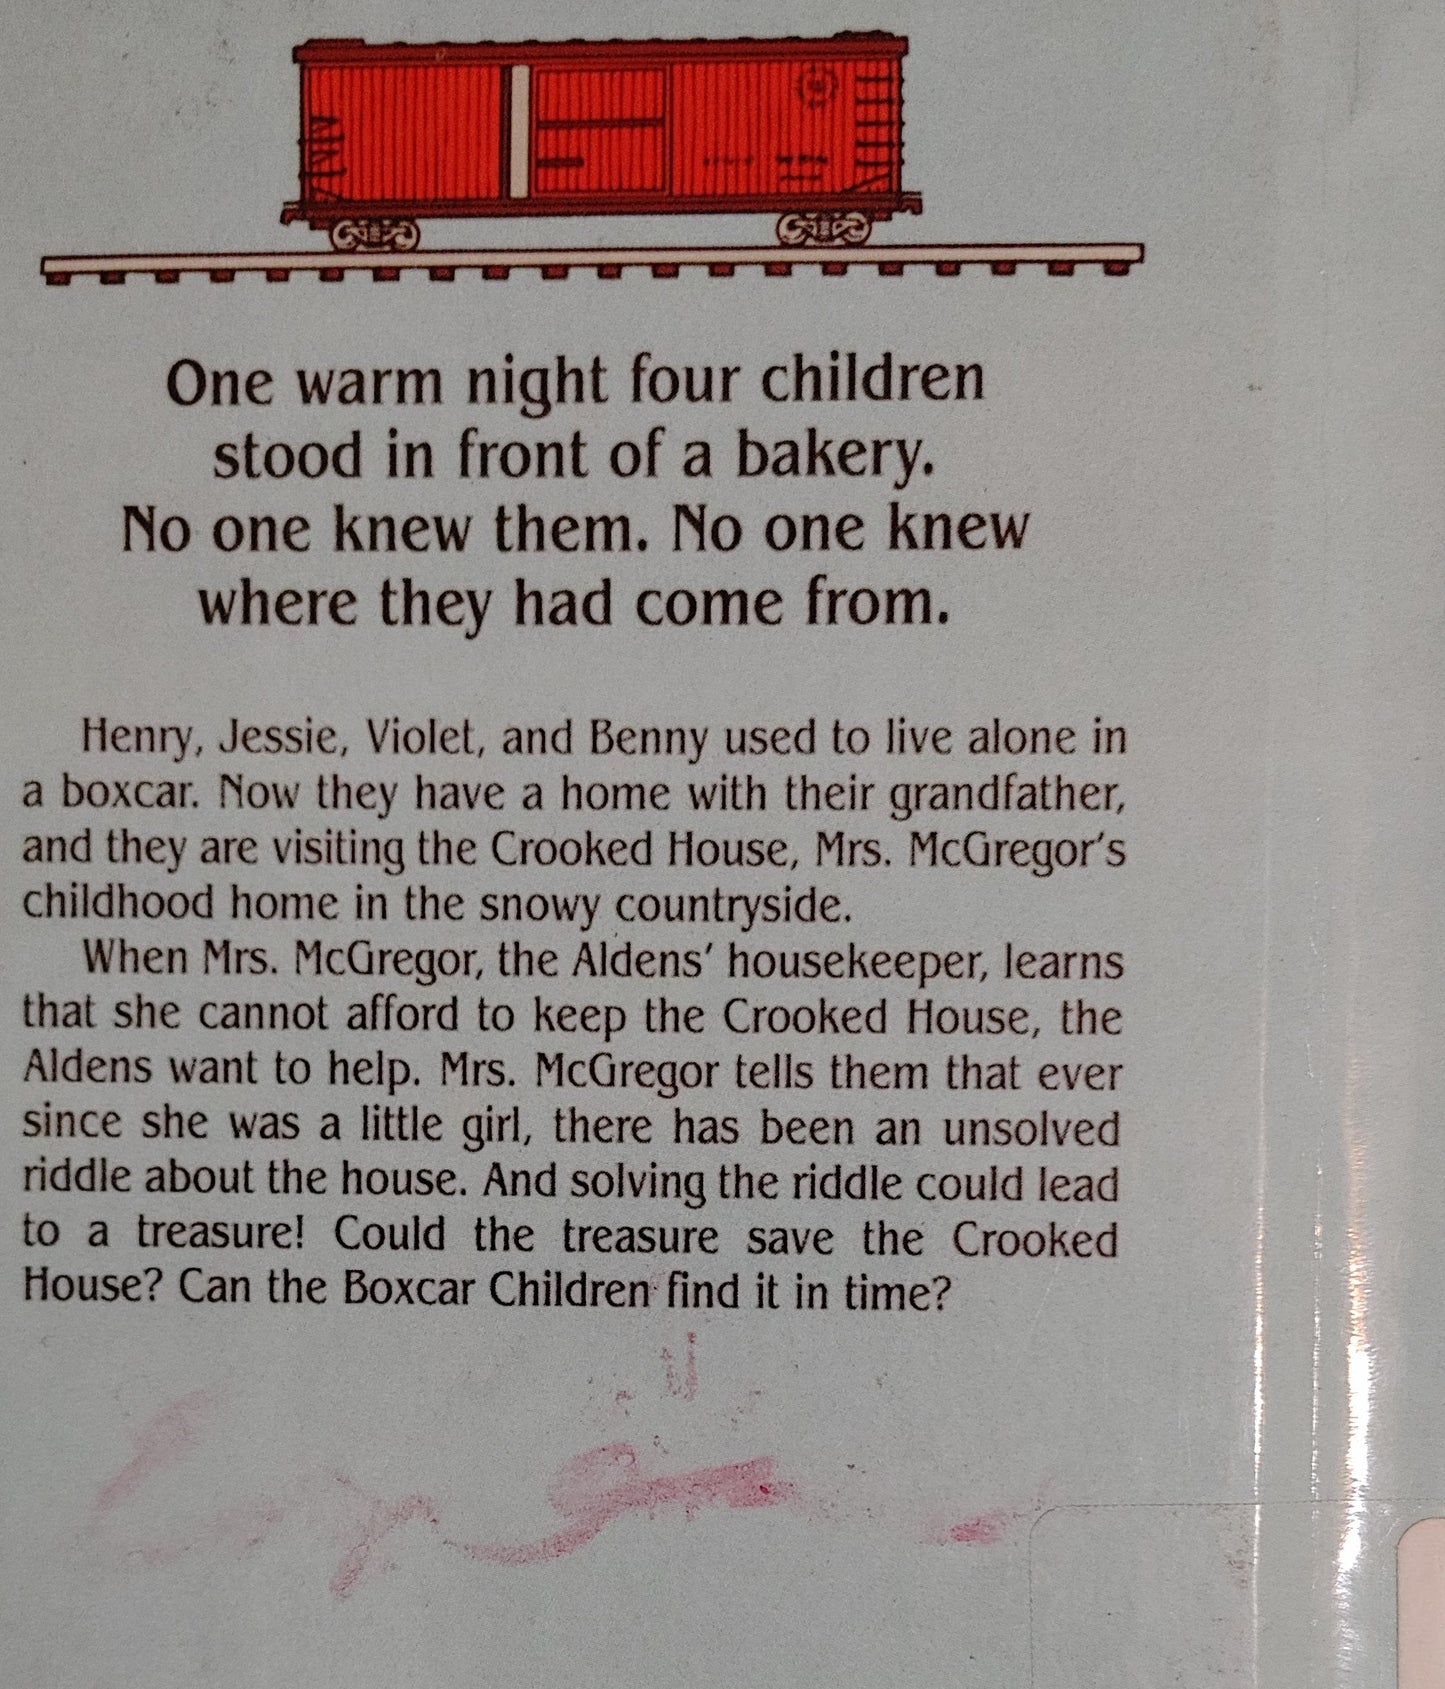 One warm night four children
stood in front of a bakery.
No one knew them. No one knew
where they had come from.
Henry, Jessie, Violet, and Benny used to live alone in
a boxcar. Now they have a home with their grandfather,
and they are visiting the Crooked House, Mrs. McGregor's
childhood home in the snowy countryside.
When Mrs. McGregor, the Aldens' housekeeper, learns
that she cannot afford to keep the Crooked House, the
Aldens want to help. Mrs. McGregor tells them that ever
since she was a little girl, there has been an unsolved
riddle about the house. And solving the riddle could lead
to a treasure! Could the treasure save the Crooked
House? Can the Boxcar Children find it in time?